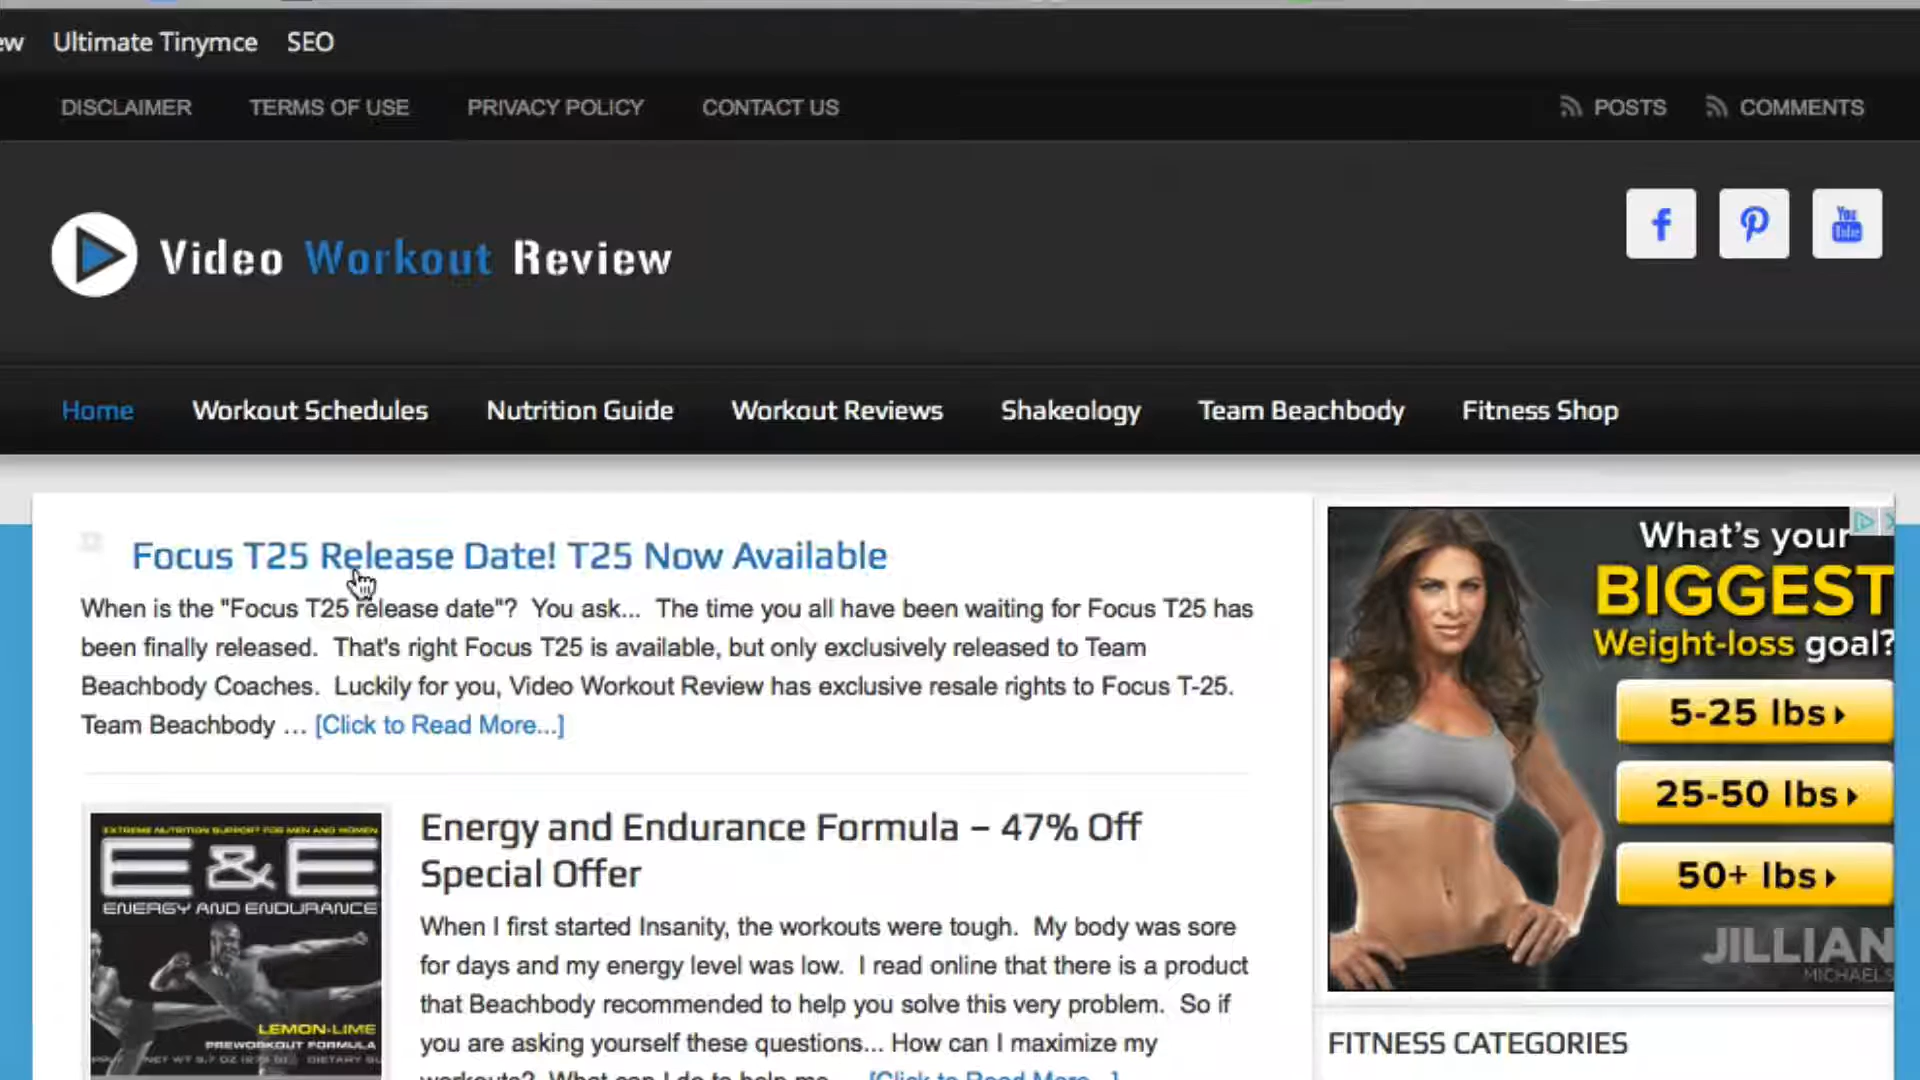 ew Ultimate Tinymce SEO
DISCLAIMER TERMS OF USE PRIVACY POLICY CONTACT US POSTS COMMENTS
Video Workout Review
f
You
Tube
Home Workout Schedules Nutrition Guide Workout Reviews Shakeology Team Beachbody Fitness Shop
Focus T25 Release Date! T25 Now Available
When is the "Focus T25 release date"? You ask... The time you all have been waiting for Focus T25 has
been finally released. That's right Focus T25 is available, but only exclusively released to Team
Beachbody Coaches. Luckily for you, Video Workout Review has exclusive resale rights to Focus T-25.
Team Beachbody … [Click to Read More...]
EXTREME NUTRITION SUPPORT FOR MEN AND WOMEN
E & E
ENERGY AND ENDURANCE
LEMON-LIME
PREWORKOUT FORMULA
Energy and Endurance Formula – 47% Off
Special Offer
When I first started Insanity, the workouts were tough. My body was sore
for days and my energy level was low. I read online that there is a product
that Beachbody recommended to help you solve this very problem. So if
you are asking yourself these questions... How can I maximize my
workouts? What can I do to help me … [Click to Read More...]
What's your
BIGGEST
Weight-loss goal?
5-25 lbs
25-50 lbs
50+ lbs
JILLIAN
MICHAELS
FITNESS CATEGORIES